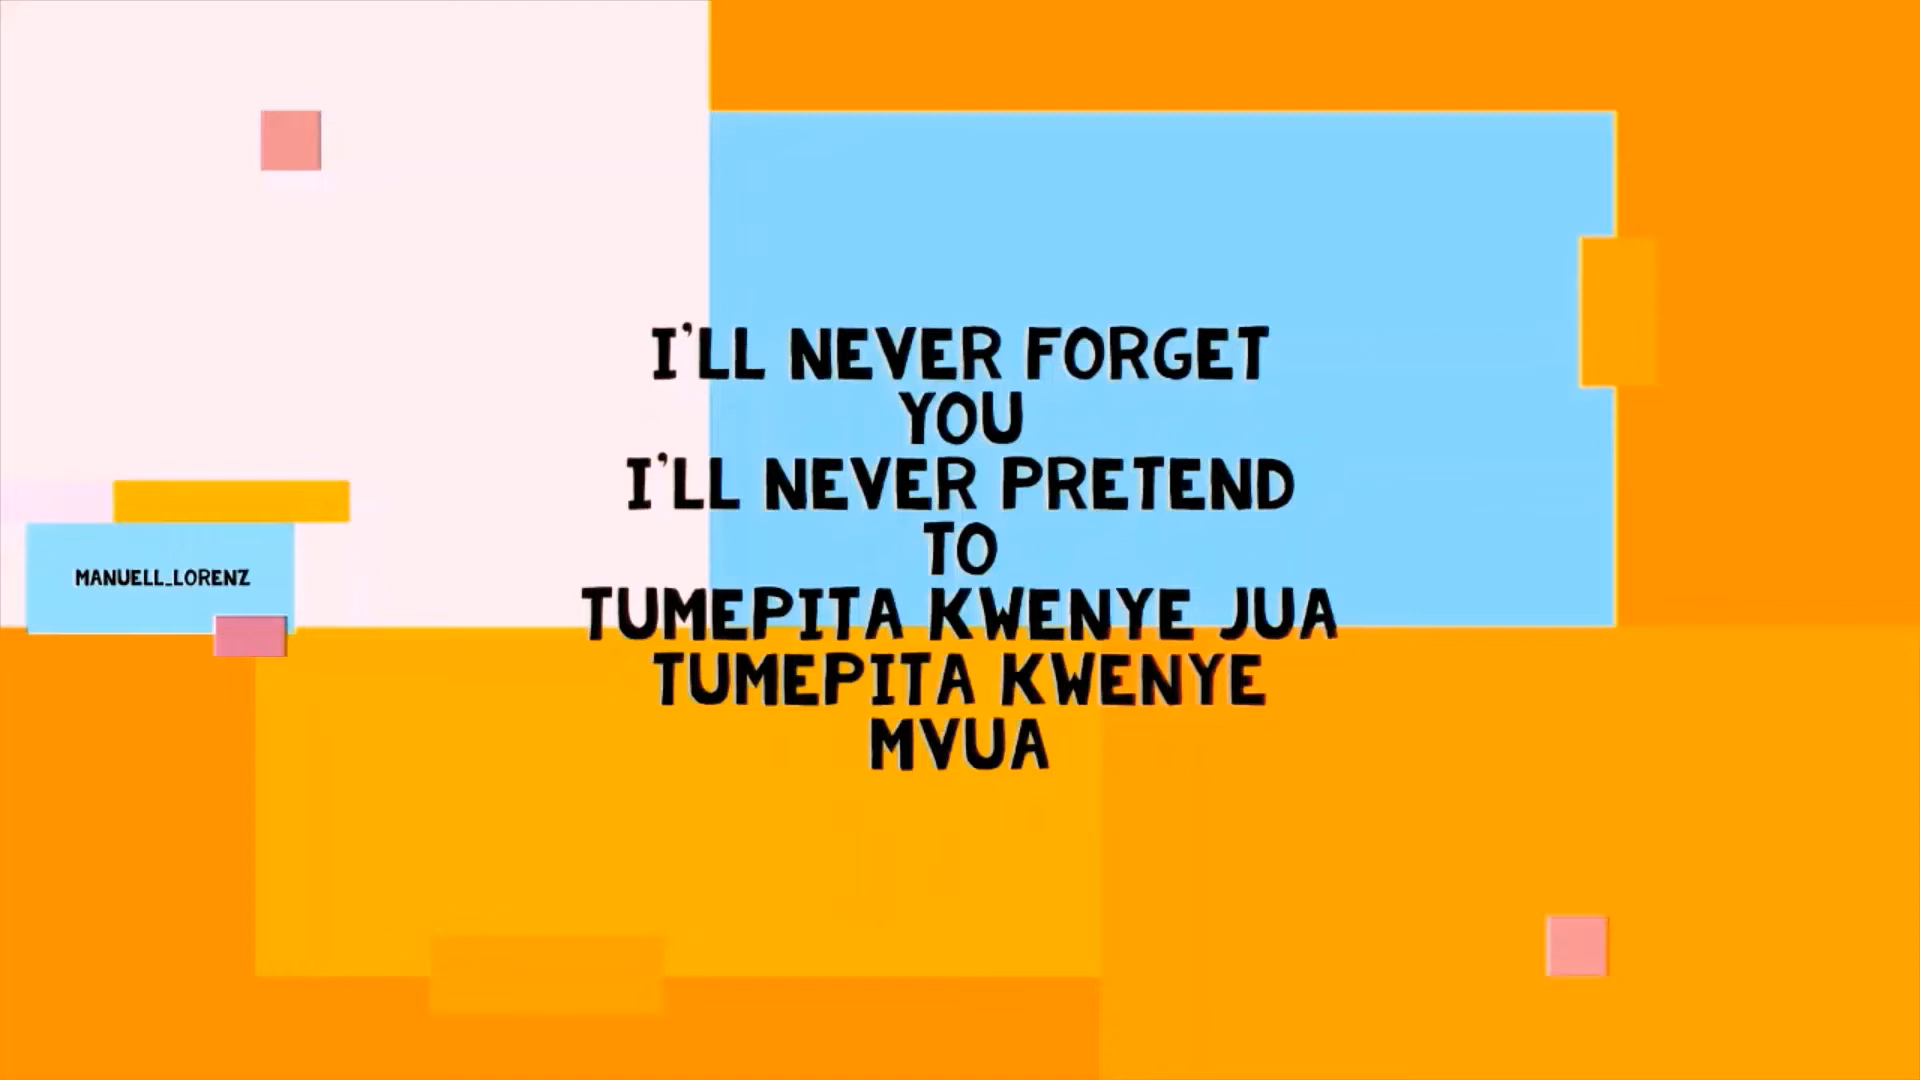 I'LL NEVER FORGET
YOU
I'LL NEVER PRETEND
TO
TUMEPITA KWENYE JUA
TUMEPITA KWENYE
MVUA
MANUELL_LORENZ